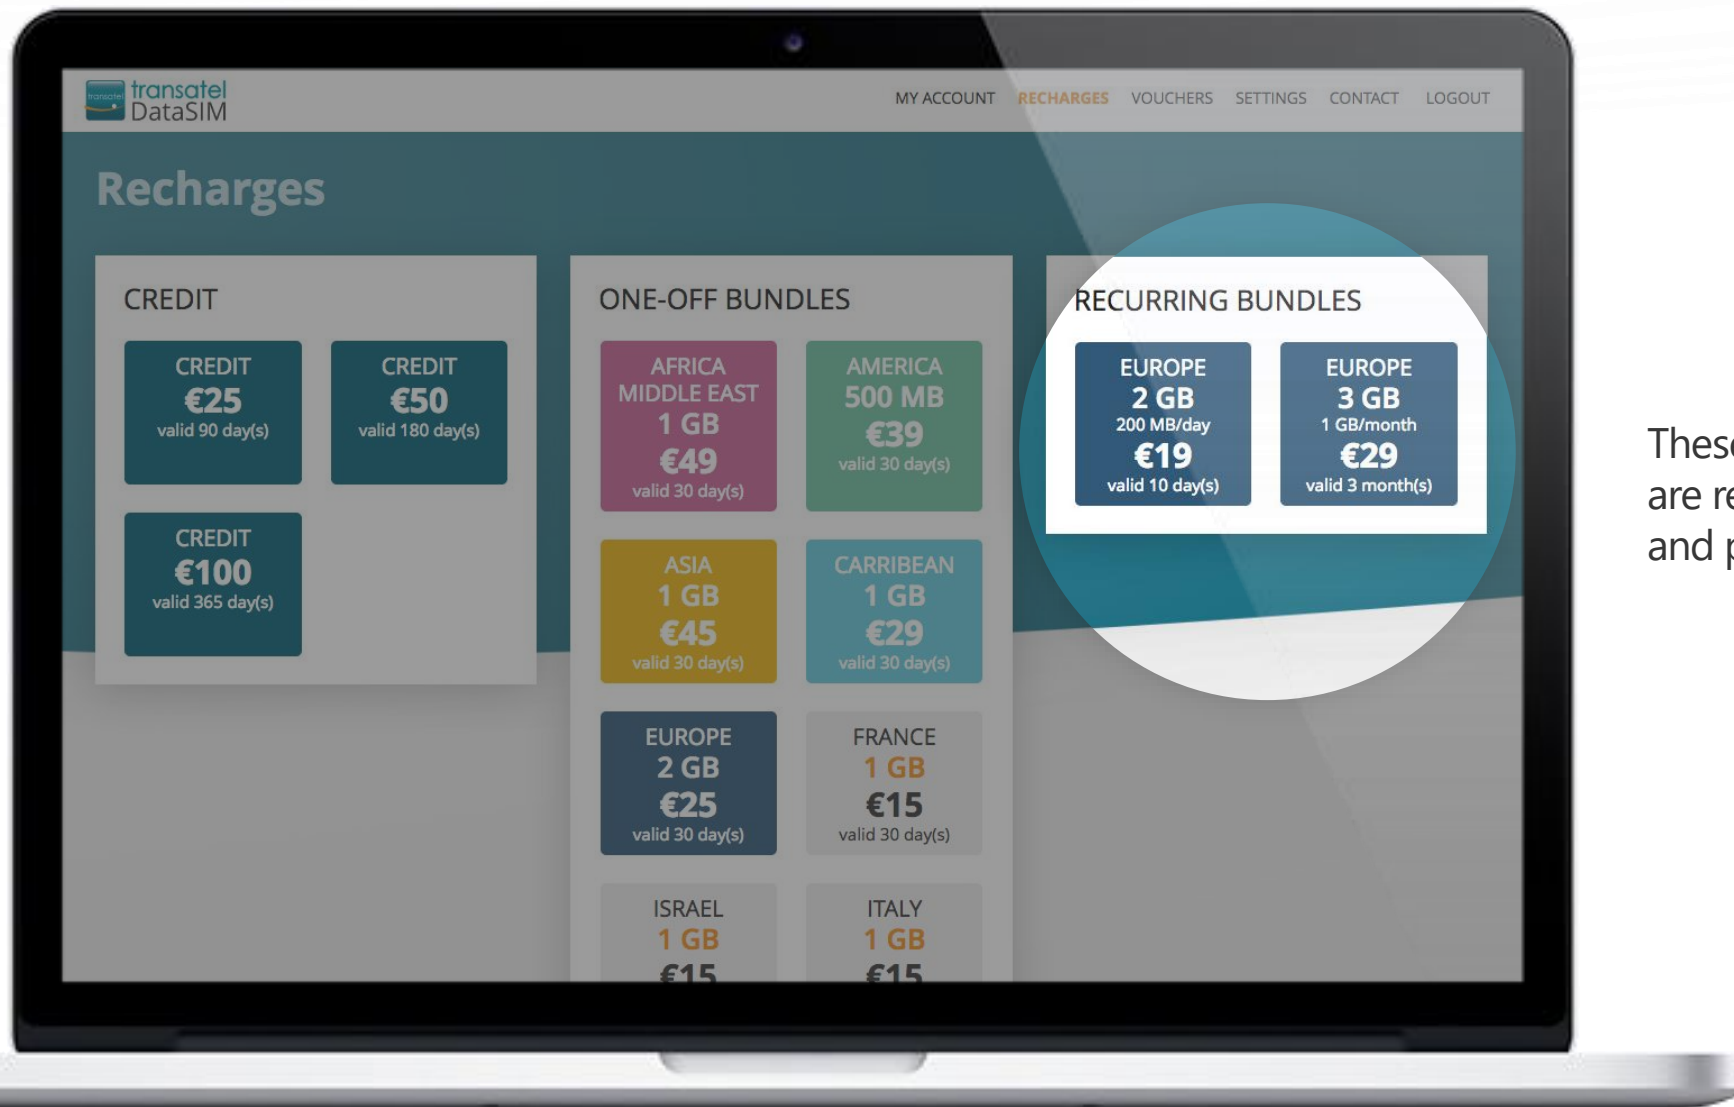 transatel
transatel
DataSIM
MY ACCOUNT RECHARGES VOUCHERS SETTINGS CONTACT LOGOUT
Recharges
CREDIT
CREDIT
€25
valid 90 day(s)
CREDIT
€50
valid 180 day(s)
CREDIT
€100
valid 365 day(s)
ONE-OFF BUNDLES
AFRICA
MIDDLE EAST
1 GB
€49
valid 30 day(s)
AMERICA
500 MB
€39
valid 30 day(s)
ASIA
1 GB
€45
valid 30 day(s)
CARRIBEAN
1 GB
€29
valid 30 day(s)
EUROPE
2 GB
€25
valid 30 day(s)
FRANCE
1 GB
€15
valid 30 day(s)
ISRAEL
1 GB
€15
ITALY
1 GB
€15
RECURRING BUNDLES
EUROPE
2 GB
200 MB/day
€19
valid 10 day(s)
EUROPE
3 GB
1 GB/month
€29
valid 3 month(s)
These
are
and